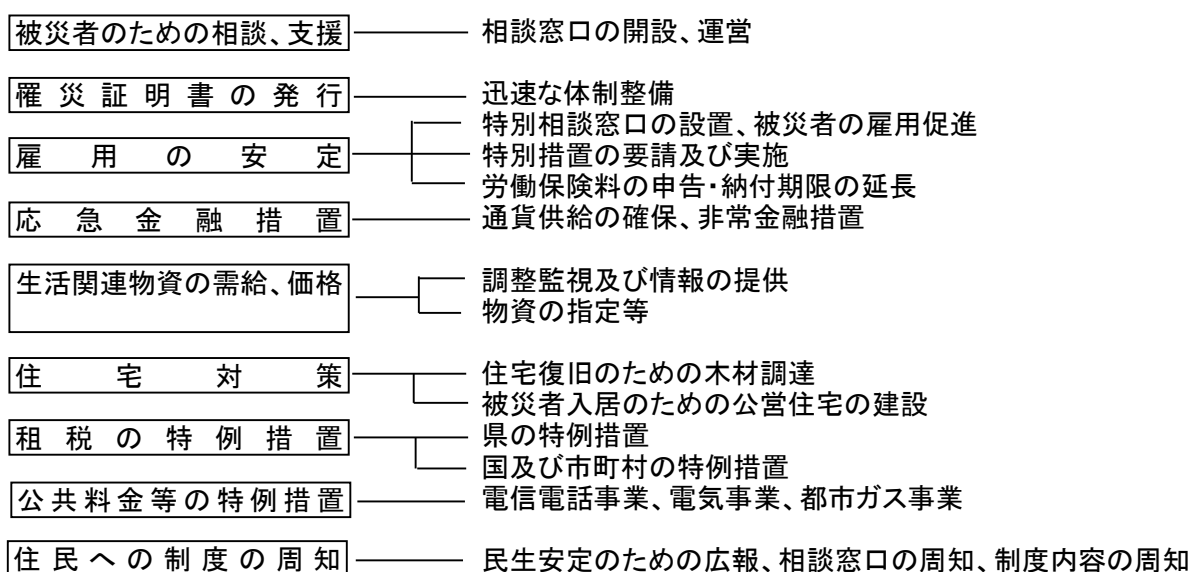 被災者のための相談、支援 相談窓口の開設、運営
罹災証明書の発行 迅速な体制整備
特別相談窓口の設置、被災者の雇用促進
雇用の安定 特別措置の要請及び実施
労働保険料の申告・納付期限の延長
応急金融措置 通貨供給の確保、非常金融措置
生活関連物資の需給、価格 調整監視及び情報の提供
物資の指定等
住宅対策 住宅復旧のための木材調達
被災者入居のための公営住宅の建設
租税の特例措置 県の特例措置
国及び市町村の特例措置
公共料金等の特例措置 電信電話事業、電気事業、都市ガス事業
住民への制度の周知 民生安定のための広報、相談窓口の周知、制度内容の周知